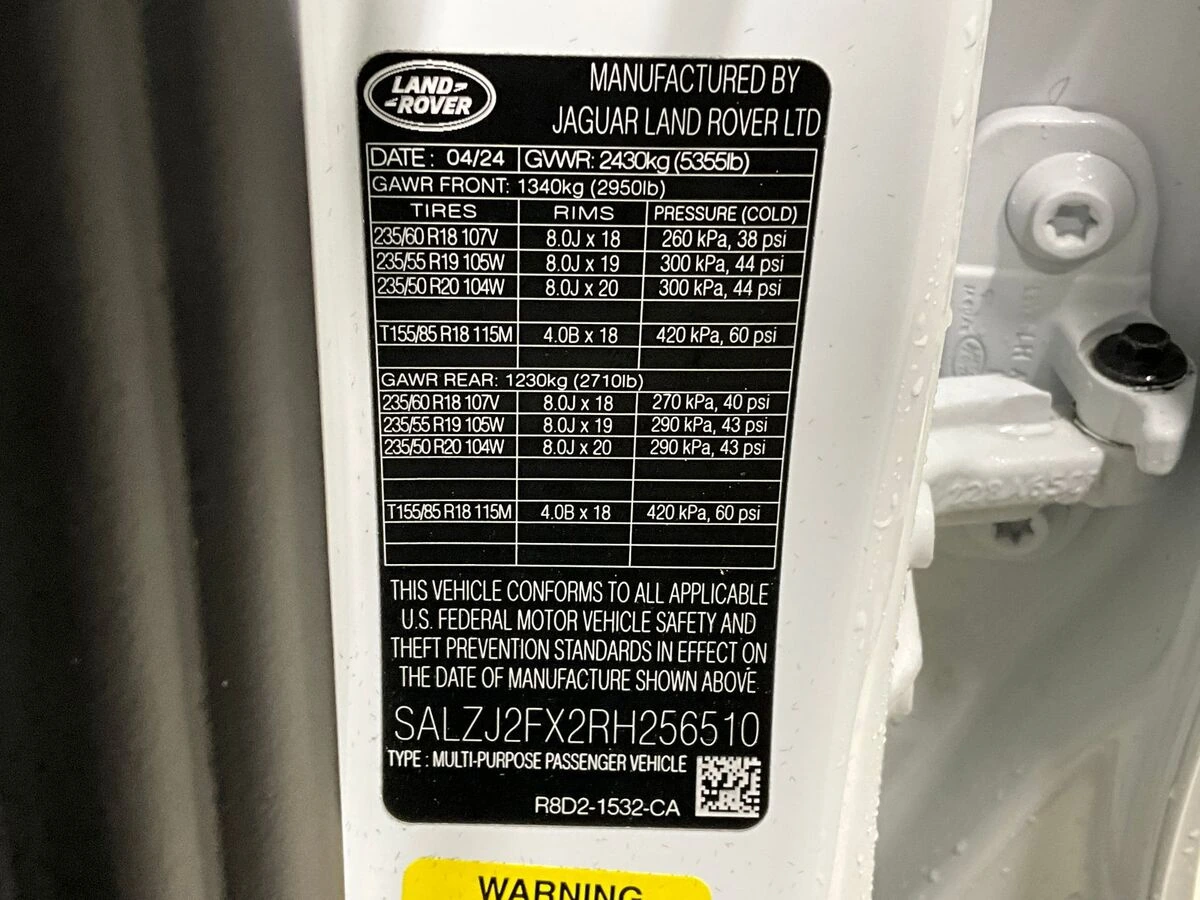 LAND-
-ROVER
MANUFACTURED BY
JAGUAR LAND ROVER LTD
DATE: 04/24 GVWR: 2430kg (5355lb)
GAWR FRONT: 1340kg (2950lb)
TIRES RIMS PRESSURE (COLD)
235/60 R18 107V 8.0J x 18 260 kPa, 38 psi
235/55 R19 105W 8.0J x 19 300 kPa, 44 psi
235/50 R20 104W 8.0J x 20 300 kPa, 44 psi
T155/85 R18 115M 4.0B x 18 420 kPa, 60 psi
GAWR REAR: 1230kg (2710lb)
235/60 R18 107V 8.0J x 18 270 kPa, 40 psi
235/55 R19 105W 8.0J x 19 290 kPa, 43 psi
235/50 R20 104W 8.0J x 20 290 kPa, 43 psi
T155/85 R18 115M 4.0B x 18 420 kPa, 60 psi
THIS VEHICLE CONFORMS TO ALL APPLICABLE
U.S. FEDERAL MOTOR VEHICLE SAFETY AND
THEFT PREVENTION STANDARDS IN EFFECT ON
THE DATE OF MANUFACTURE SHOWN ABOVE.
SALZJ2FX2RH256510
TYPE : MULTI-PURPOSE PASSENGER VEHICLE
R8D2-1532-CA
WARNING